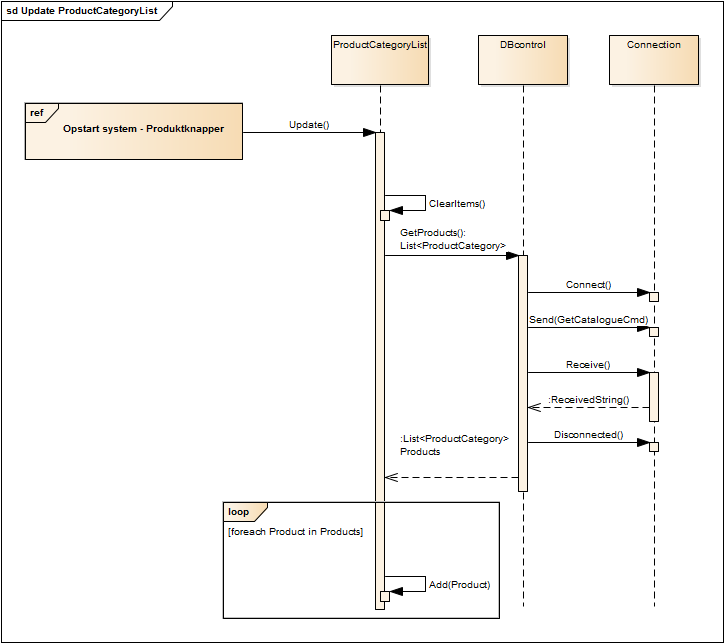 sd Update ProductCategoryList
ProductCategoryList
DBcontrol
Connection
ref
Opstart system - Produktknapper
Update()
ClearItems()
GetProducts():
List<ProductCategory>
Connect()
Send(GetCatalogueCmd)
Receive()
:ReceivedString()
Disconnected()
:List<ProductCategory>
Products
loop
[foreach Product in Products]
Add(Product)